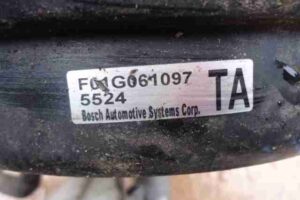 F01G061097
5524 TA
Bosch Automotive Systems Corp.